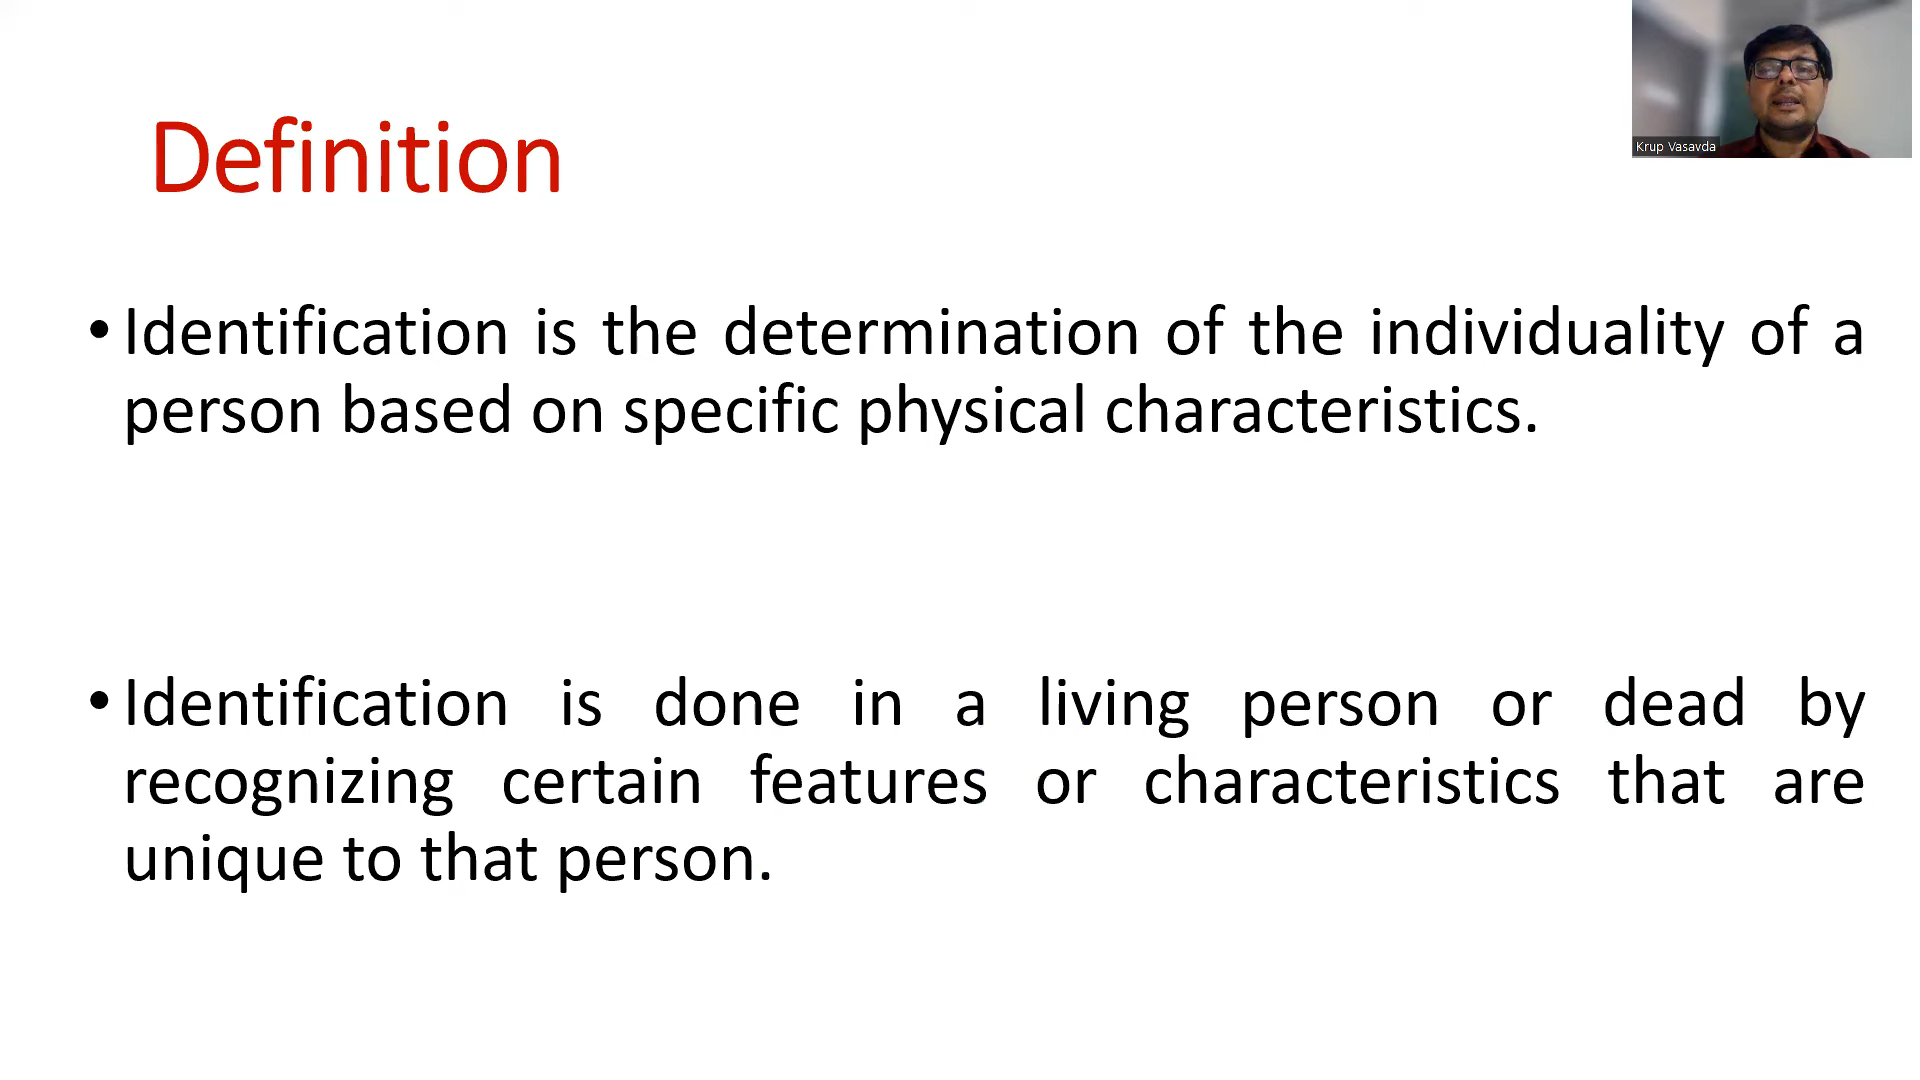 Krup Vasavda
Definition
• Identification is the determination of the individuality of a
person based on specific physical characteristics.
• Identification is done in a living person or dead by
recognizing certain features or characteristics that are
unique to that person.